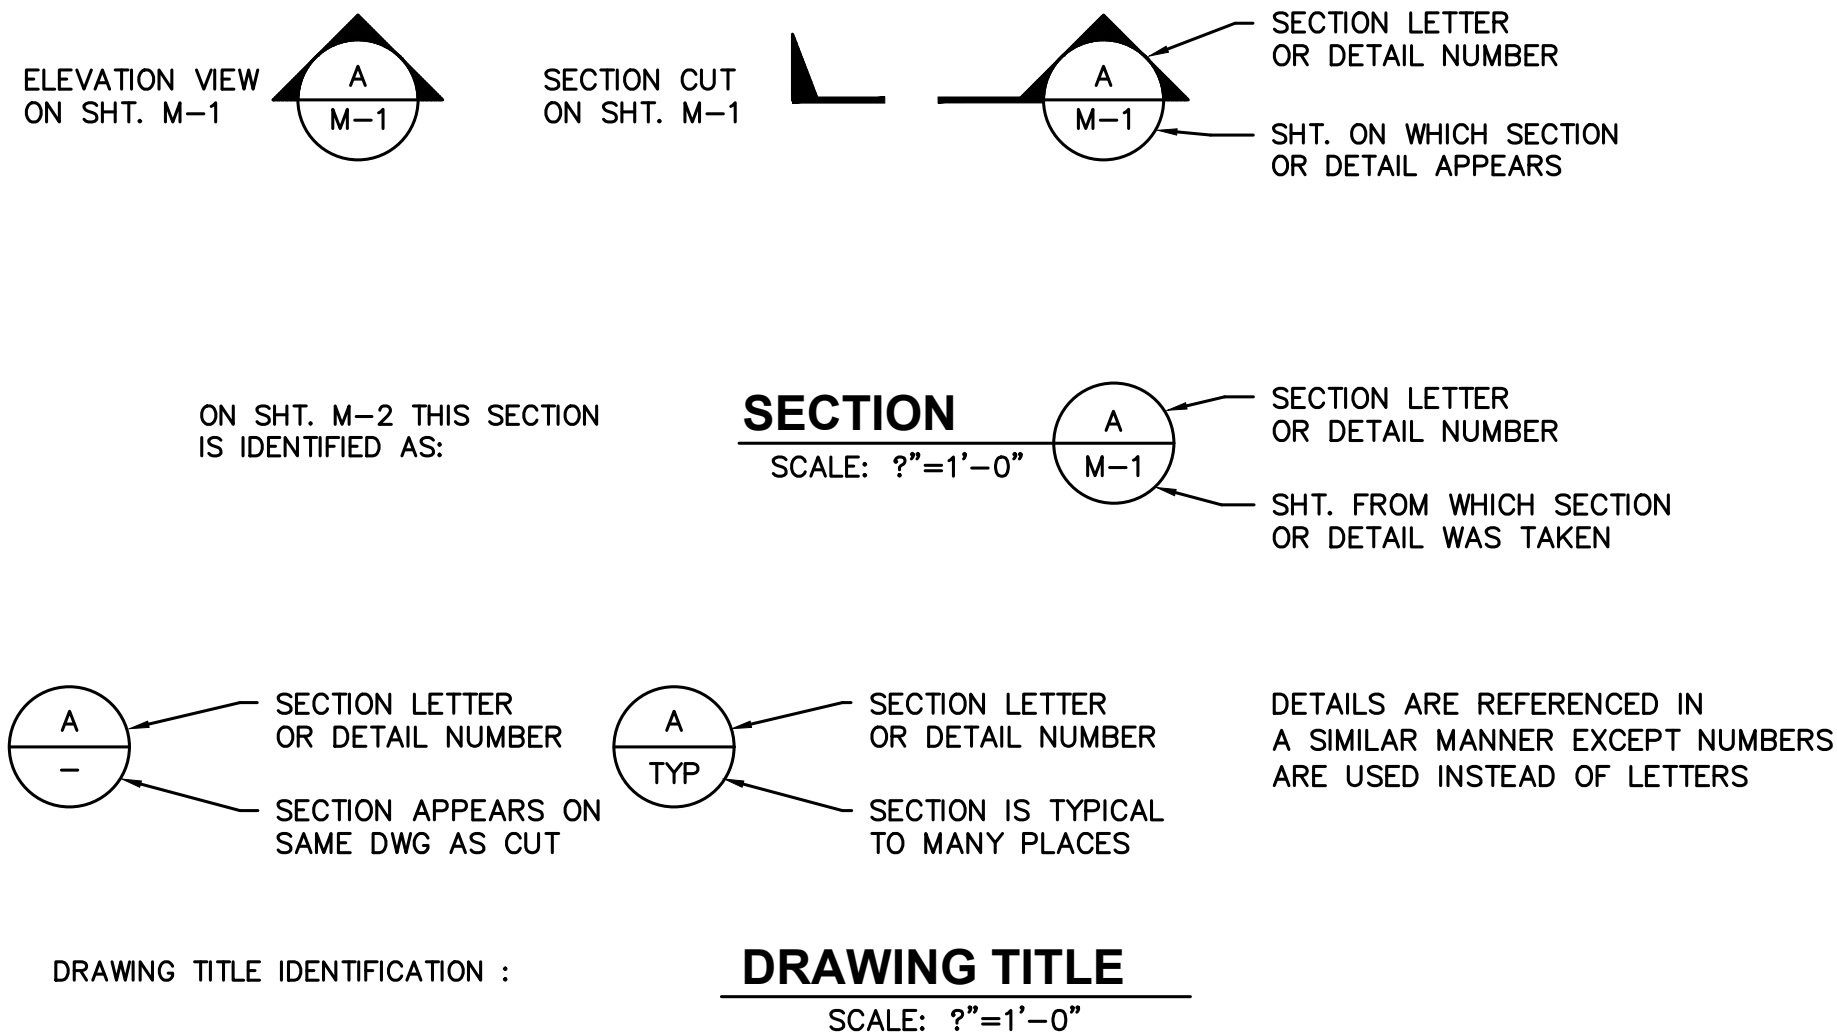 ELEVATION VIEW
ON SHT. M-1
A
M-1
SECTION CUT
ON SHT. M-1
A
M-1
SECTION LETTER
OR DETAIL NUMBER
SHT. ON WHICH SECTION
OR DETAIL APPEARS
ON SHT. M-2 THIS SECTION
IS IDENTIFIED AS:
SECTION
SCALE: ?"=1'-0"
A
M-1
SECTION LETTER
OR DETAIL NUMBER
SHT. FROM WHICH SECTION
OR DETAIL WAS TAKEN
A
-
SECTION LETTER
OR DETAIL NUMBER
SECTION APPEARS ON
SAME DWG AS CUT
A
TYP
SECTION LETTER
OR DETAIL NUMBER
SECTION IS TYPICAL
TO MANY PLACES
DETAILS ARE REFERENCED IN
A SIMILAR MANNER EXCEPT NUMBERS
ARE USED INSTEAD OF LETTERS
DRAWING TITLE IDENTIFICATION :
DRAWING TITLE
SCALE: ?"=1'-0"